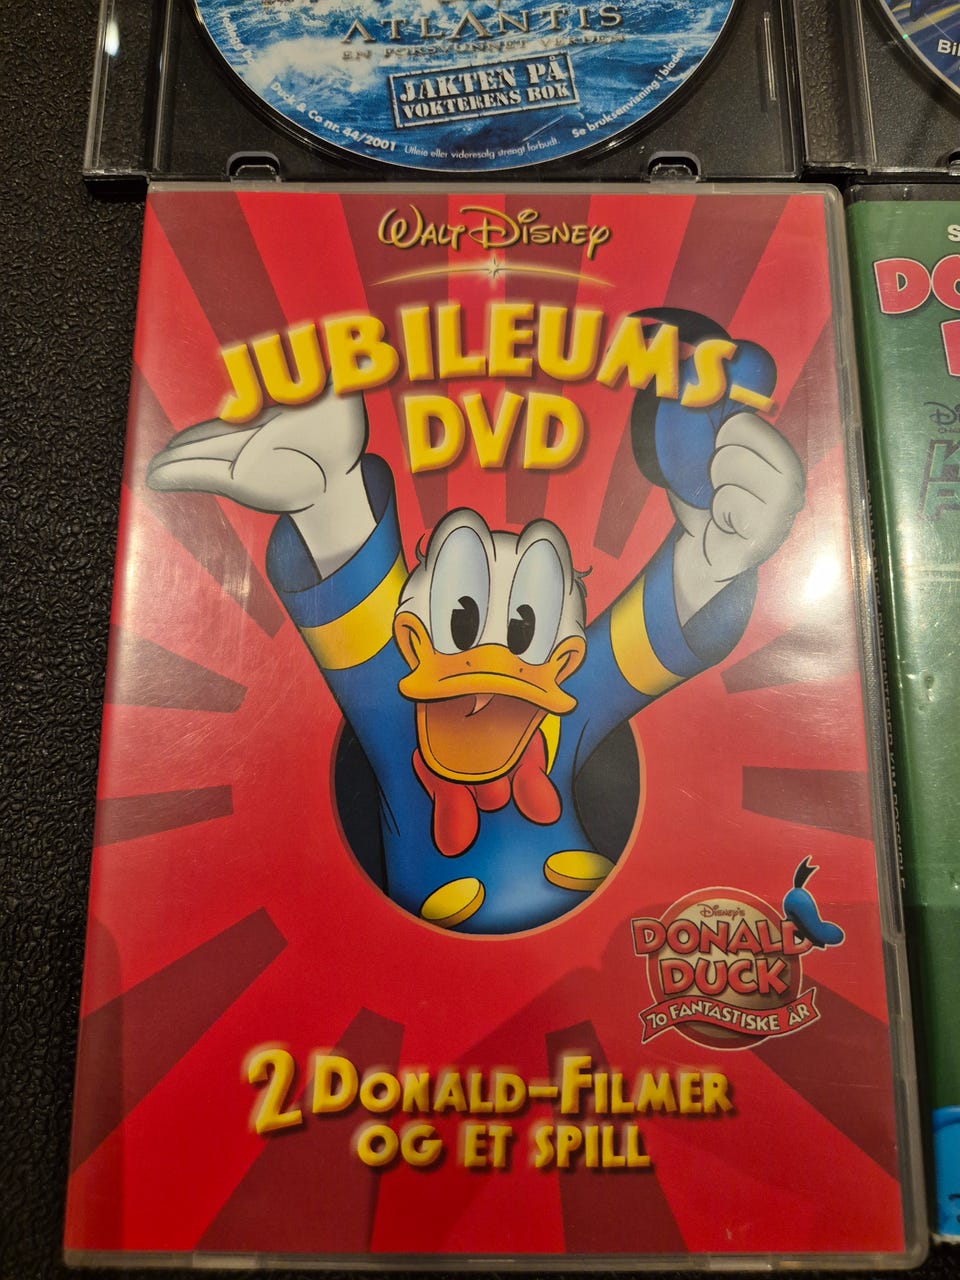 ATLANTIS
EN FORSVUNNET VERDEN
JAKTEN PÅ
VOKTERENS BOK
Duck & Co nr. 44/2001
Utleie eller videresalg strengt forbudt.
Se bruksanvisning i bladet
Walt Disney
JUBILEUMS-
DVD
Disney's
DONALD
DUCK
70 FANTASTISKE ÅR
2 DONALD-FILMER
OG ET SPILL